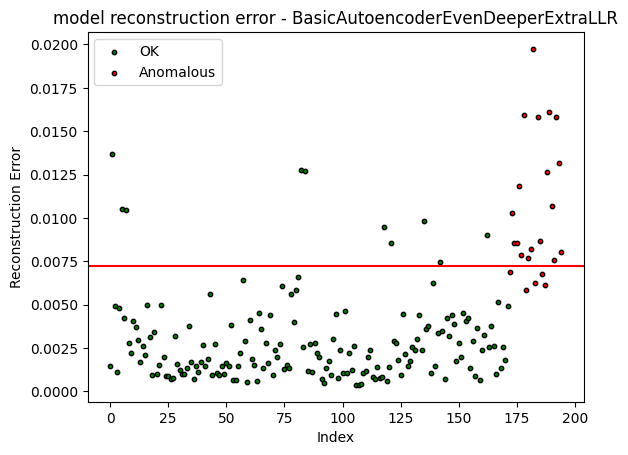 model reconstruction error - BasicAutoencoderEvenDeeperExtraLLR
OK
Anomalous
Reconstruction Error
0.0200
0.0175
0.0150
0.0125
0.0100
0.0075
0.0050
0.0025
0.0000
0 25 50 75 100 125 150 175 200
Index